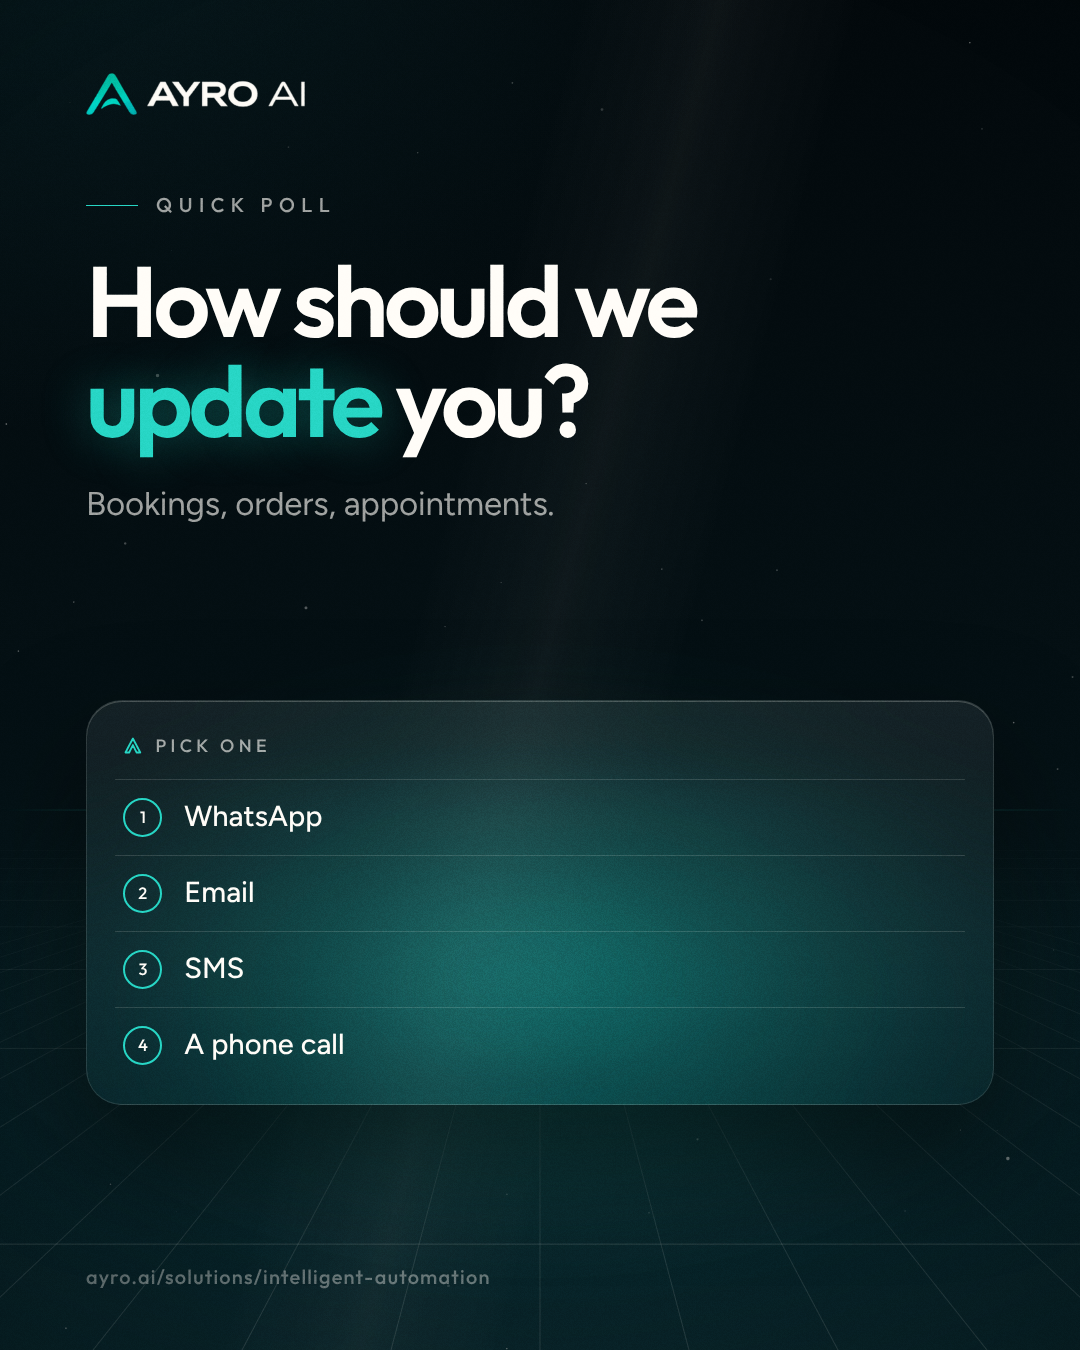 AYRO AI
QUICK POLL
How should we
update you?
Bookings, orders, appointments.
PICK ONE
1 WhatsApp
2 Email
3 SMS
4 A phone call
ayro.ai/solutions/intelligent-automation